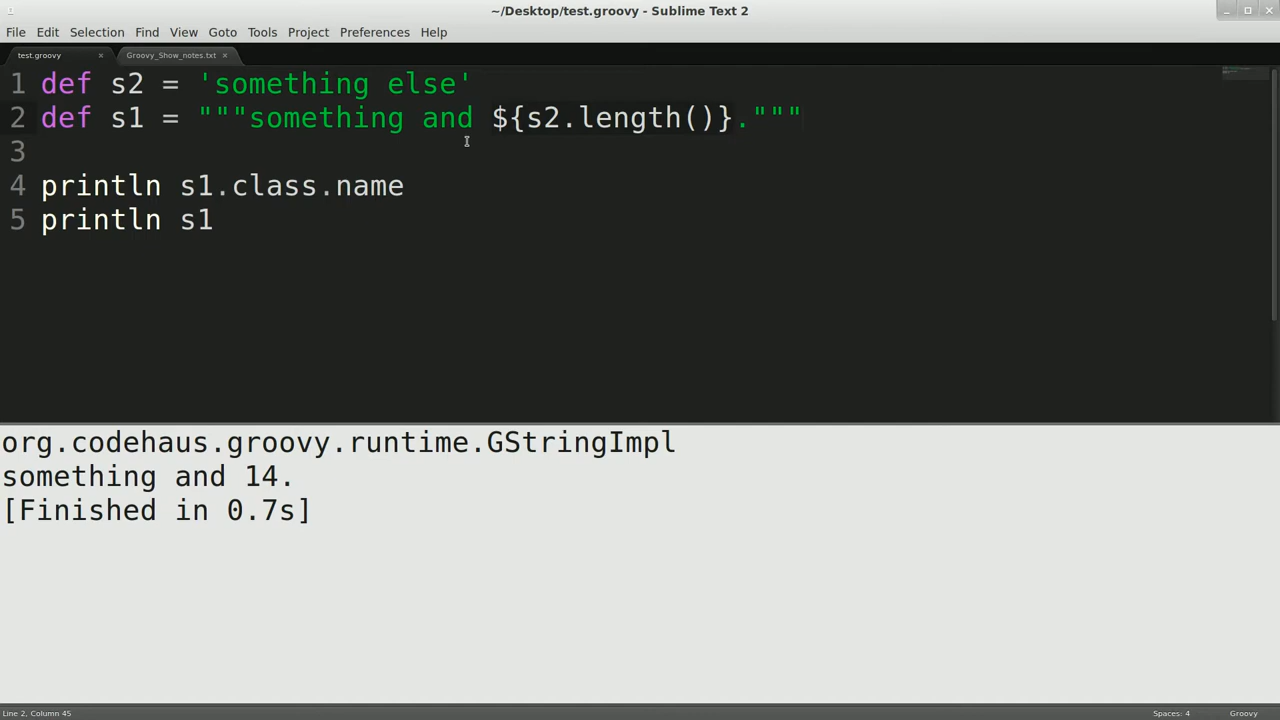 ~/Desktop/test.groovy - Sublime Text 2
File Edit Selection Find View Goto Tools Project Preferences Help
test.groovy × Groovy_Show_notes.txt ×
1 def s2 = 'something else'
2 def s1 = """something and ${s2.length()}."""
3
4 println s1.class.name
5 println s1
org.codehaus.groovy.runtime.GStringImpl
something and 14.
[Finished in 0.7s]
Line 2, Column 45 Spaces: 4 Groovy